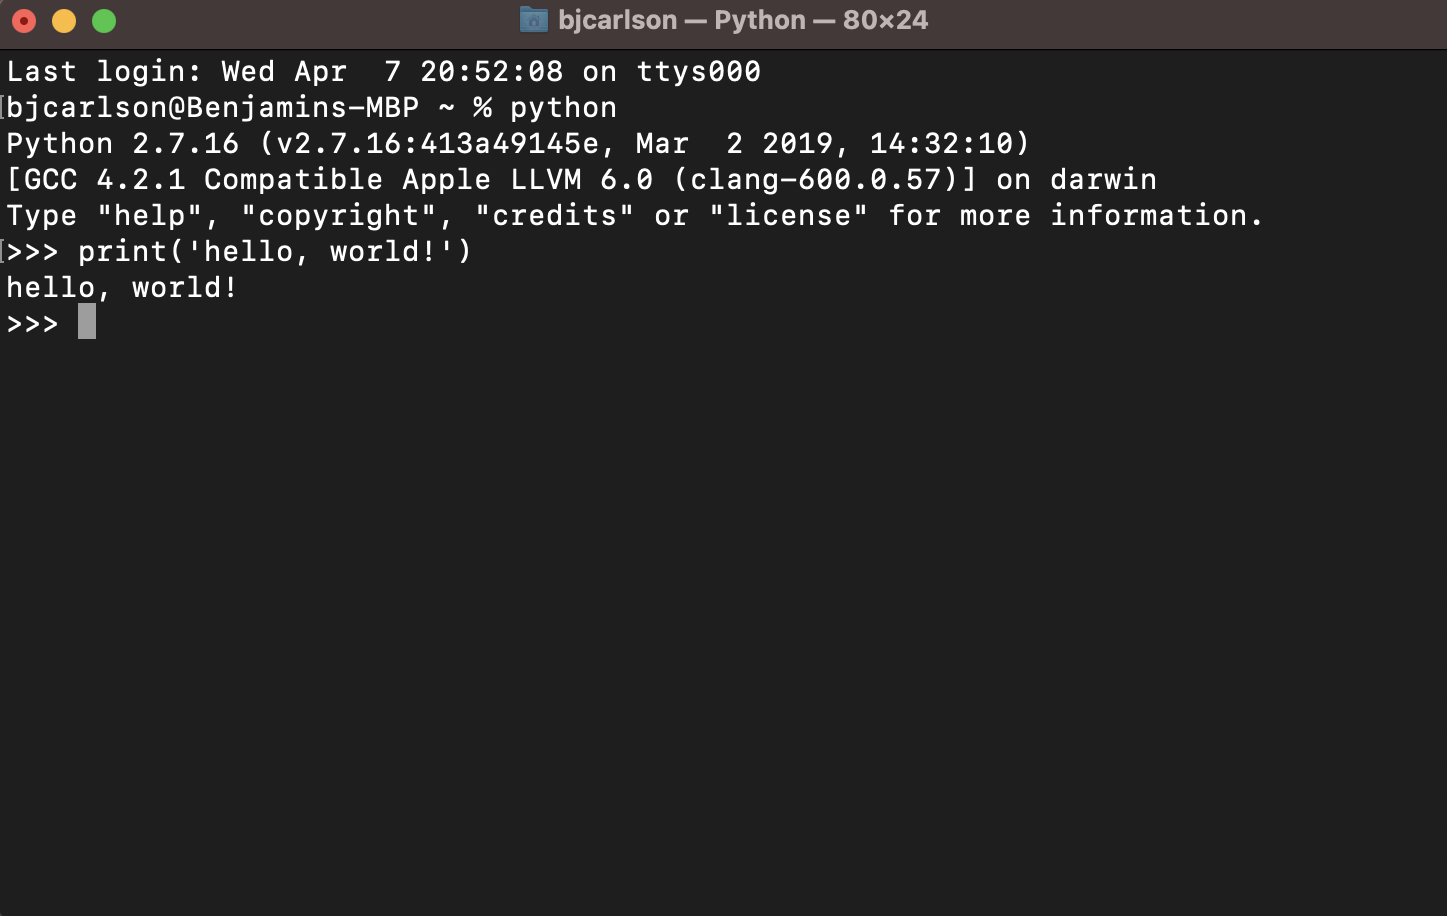 bjcarlson — Python — 80×24
Last login: Wed Apr  7 20:52:08 on ttys000
bjcarlson@Benjamins-MBP ~ % python
Python 2.7.16 (v2.7.16:413a49145e, Mar  2 2019, 14:32:10)
[GCC 4.2.1 Compatible Apple LLVM 6.0 (clang-600.0.57)] on darwin
Type "help", "copyright", "credits" or "license" for more information.
>>> print('hello, world!')
hello, world!
>>>